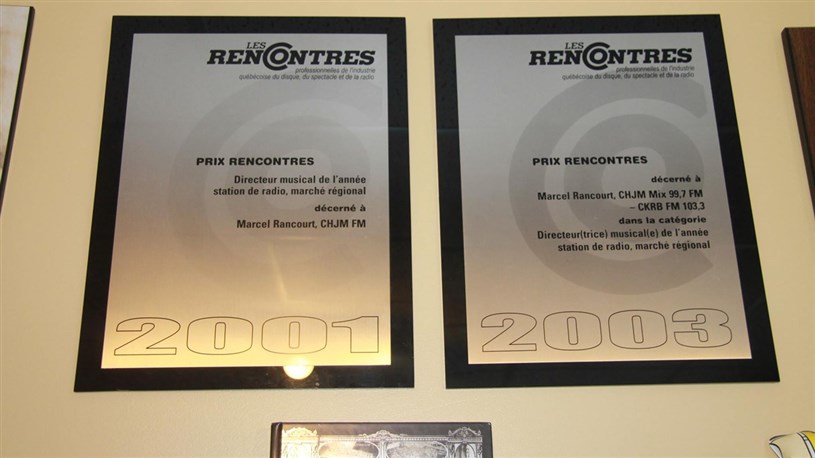 LES
RENCONTRES
professionnelles de l'industrie
québécoise du disque, du spectacle et de la radio
PRIX RENCONTRES
Directeur musical de l'année
station de radio, marché régional
décerné à
Marcel Rancourt, CHJM FM
2001
LES
RENCONTRES
professionnelles de l'industrie
québécoise du disque, du spectacle et de la radio
PRIX RENCONTRES
décerné à
Marcel Rancourt, CHJM Mix 99,7 FM
– CKRB FM 103,3
dans la catégorie
Directeur(trice) musical(e) de l'année
station de radio, marché régional
2003